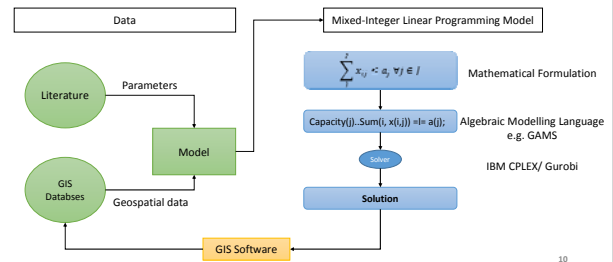 Data
Mixed-Integer Linear Programming Model
Literature
Parameters
Model
GIS
Databses
Geospatial data
GIS Software
Mathematical Formulation
Capacity(j)..Sum(i, x(i,j)) =l= a(j);
Algebraic Modelling Language
e.g. GAMS
Solver
IBM CPLEX/ Gurobi
Solution
10